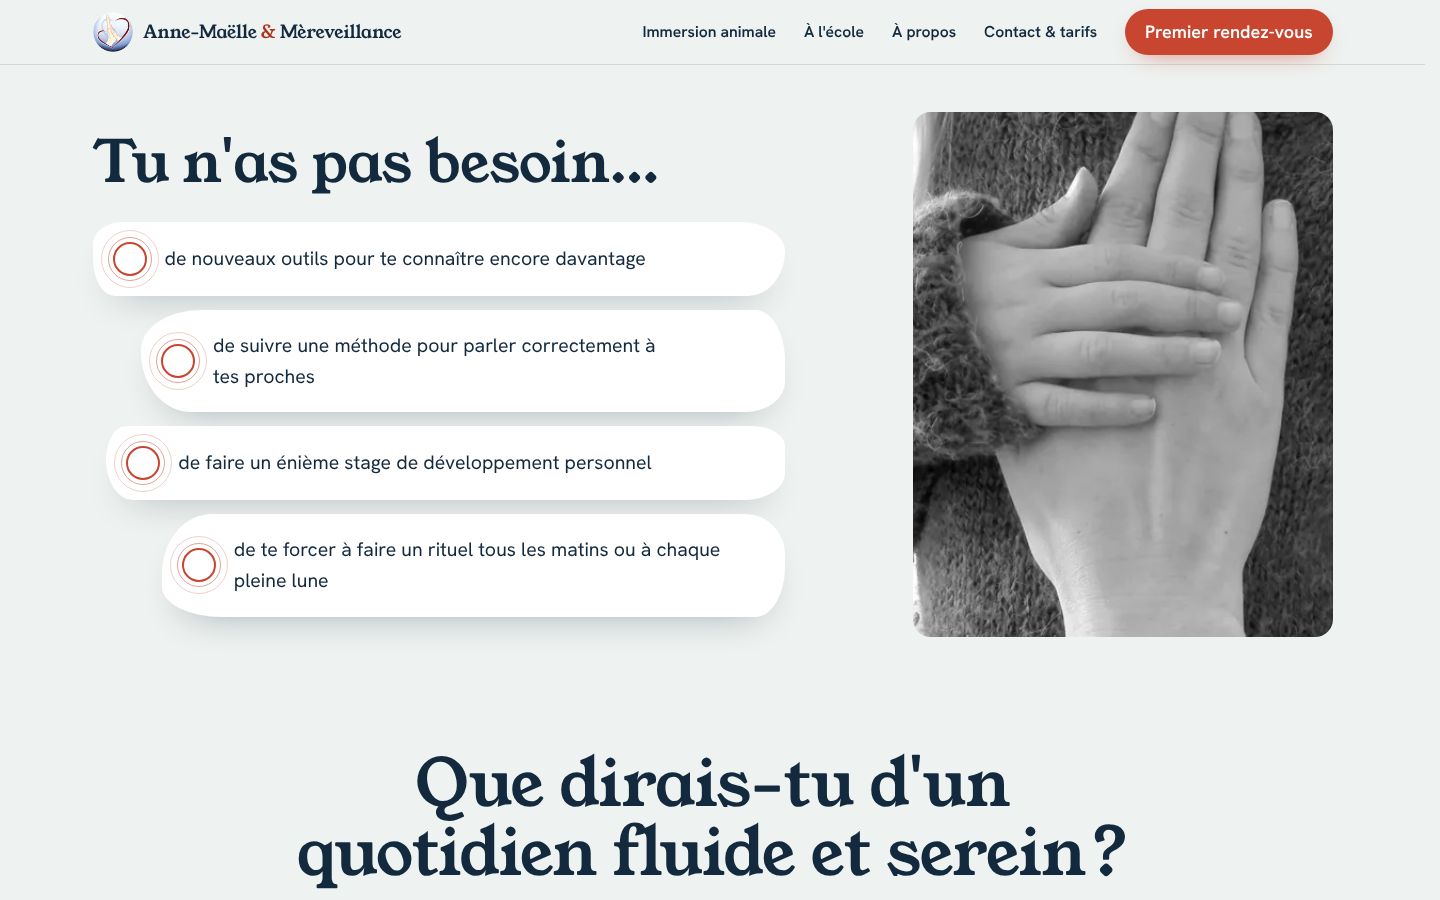 Anne-Maëlle & Mèreveillance
Immersion animale
À l'école
À propos
Contact & tarifs
Premier rendez-vous
Tu n'as pas besoin...
de nouveaux outils pour te connaître encore davantage
de suivre une méthode pour parler correctement à
tes proches
de faire un énième stage de développement personnel
de te forcer à faire un rituel tous les matins ou à chaque
pleine lune
Que dirais-tu d'un
quotidien fluide et serein ?